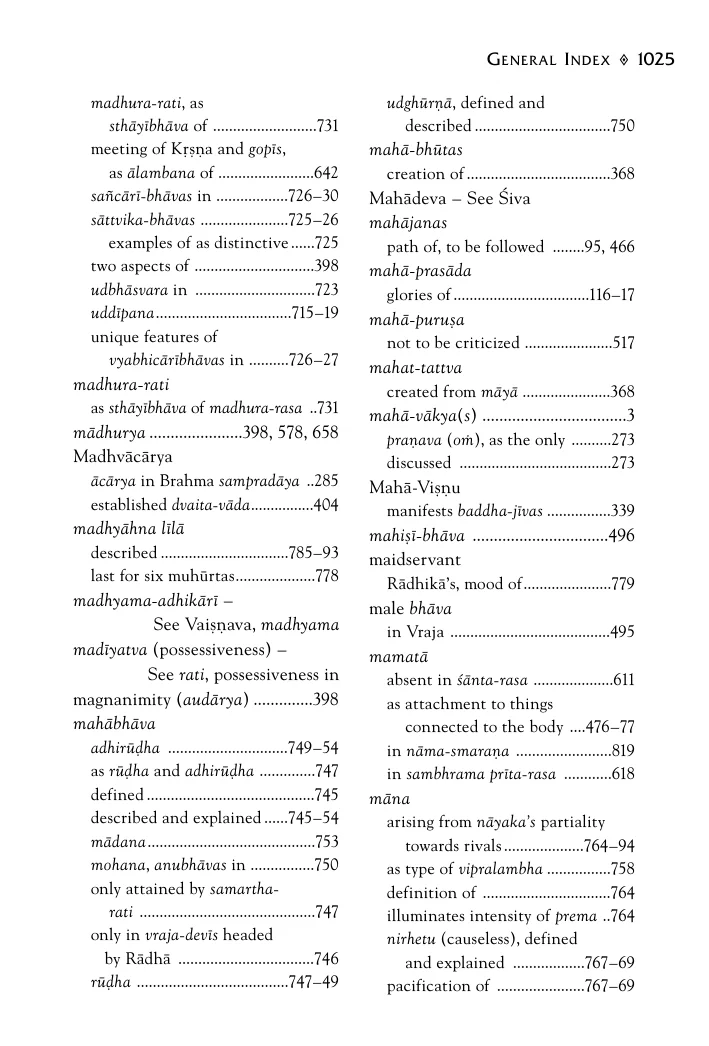 GENERAL INDEX ◊ 1025
madhura-rati, as
sthāyībhāva of ..........................731
meeting of Kṛṣṇa and gopīs,
as ālambana of ........................642
sañcārī-bhāvas in ..................726–30
sāttvika-bhāvas ......................725–26
examples of as distinctive ......725
two aspects of ..............................398
udbhāsvara in ..............................723
uddīpana..................................715–19
unique features of
vyabhicārībhāvas in ..........726–27
madhura-rati
as sthāyībhāva of madhura-rasa ..731
mādhurya ......................398, 578, 658
Madhvācārya
ācārya in Brahma sampradāya ..285
established dvaita-vāda................404
madhyāhna līlā
described ................................785–93
last for six muhūrtas....................778
madhyama-adhikārī –
See Vaiṣṇava, madhyama
madīyatva (possessiveness) –
See rati, possessiveness in
magnanimity (audārya) ..............398
mahābhāva
adhirūḍha ..............................749–54
as rūḍha and adhirūḍha ..............747
defined ..........................................745
described and explained ......745–54
mādana..........................................753
mohana, anubhāvas in ................750
only attained by samartha-
rati ............................................747
only in vraja-devīs headed
by Rādhā ..................................746
rūḍha ......................................747–49
udghūrṇā, defined and
described ..................................750
mahā-bhūtas
creation of ....................................368
Mahādeva – See Śiva
mahājanas
path of, to be followed ........95, 466
mahā-prasāda
glories of ..................................116–17
mahā-puruṣa
not to be criticized ......................517
mahat-tattva
created from māyā ......................368
mahā-vākya(s) ..................................3
praṇava (oṁ), as the only ..........273
discussed ......................................273
Mahā-Viṣṇu
manifests baddha-jīvas ................339
mahiṣī-bhāva ................................496
maidservant
Rādhikā's, mood of ......................779
male bhāva
in Vraja ........................................495
mamatā
absent in śānta-rasa ....................611
as attachment to things
connected to the body ....476–77
in nāma-smaraṇa ........................819
in sambhrama prīta-rasa ............618
māna
arising from nāyaka's partiality
towards rivals ....................764–94
as type of vipralambha ................758
definition of ................................764
illuminates intensity of prema ..764
nirhetu (causeless), defined
and explained ..................767–69
pacification of ......................767–69